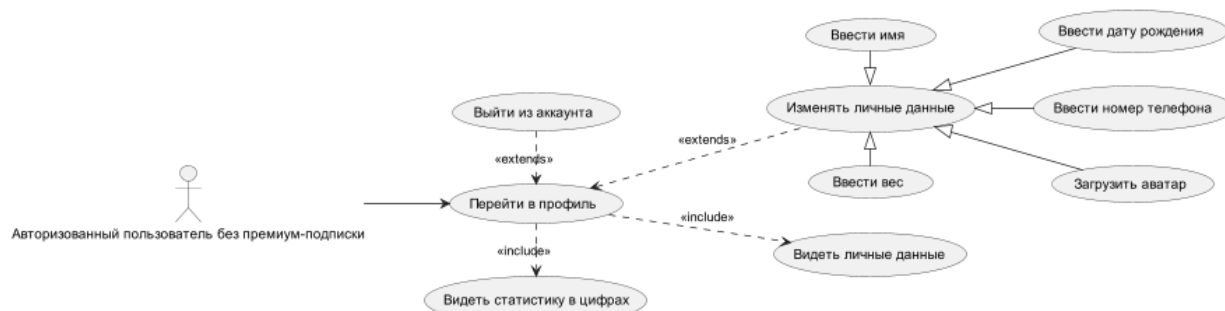 Ввести имя
Ввести дату рождения
Выйти из аккаунта
Изменять личные данные
Ввести номер телефона
«extends»
«extends»
Ввести вес
Загрузить аватар
Перейти в профиль
«include»
Авторизованный пользователь без премиум-подписки
«include»
Видеть личные данные
Видеть статистику в цифрах